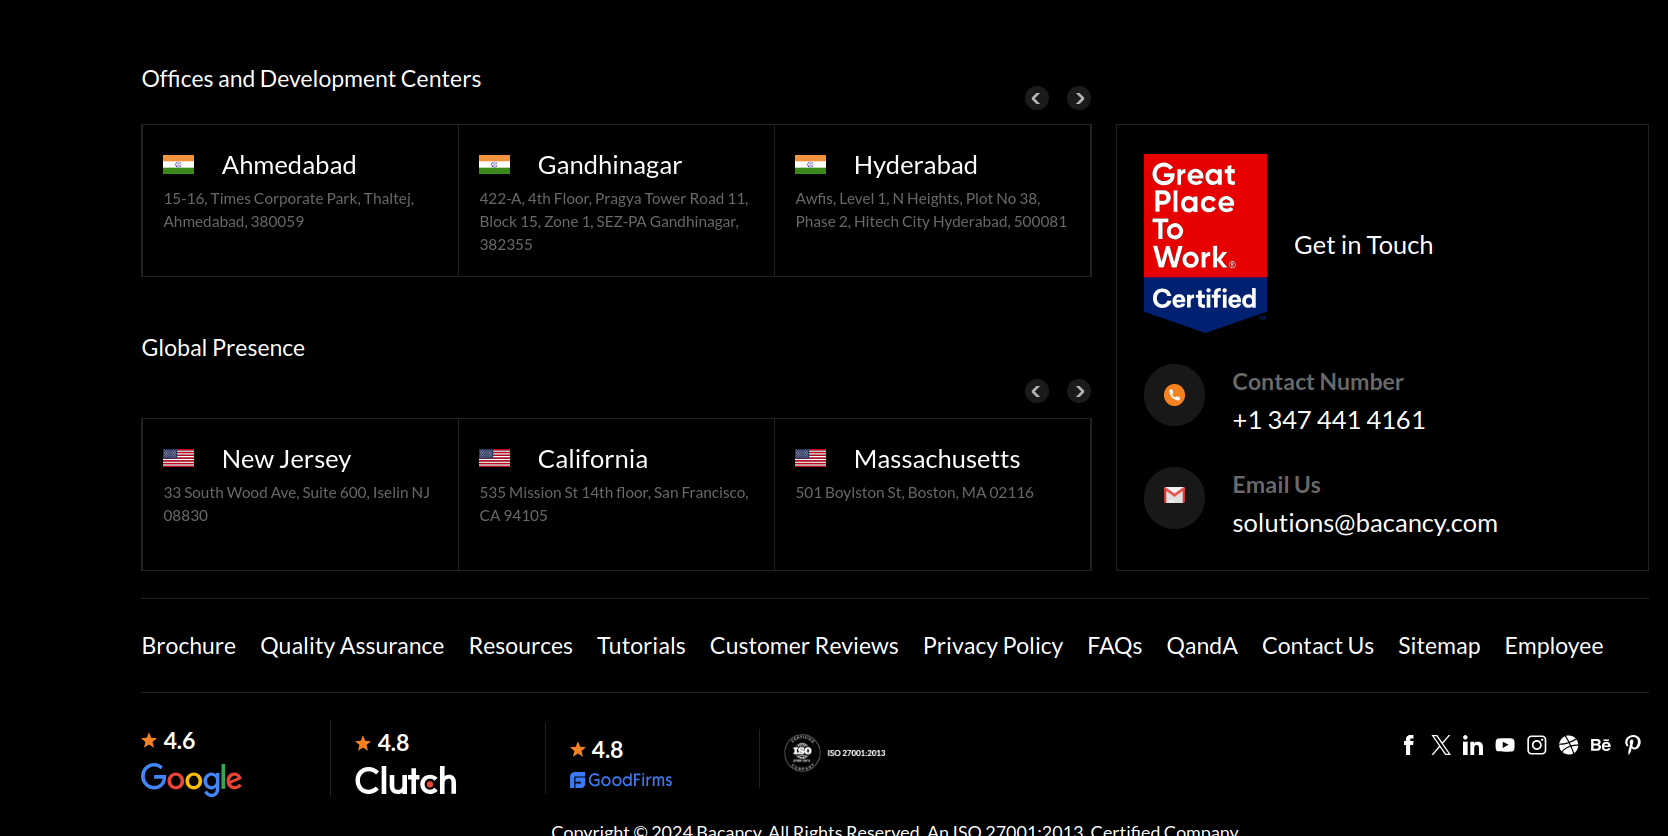 Offices and Development Centers
Ahmedabad
15-16, Times Corporate Park, Thaltej,
Ahmedabad, 380059
Gandhinagar
422-A, 4th Floor, Pragya Tower Road 11,
Block 15, Zone 1, SEZ-PA Gandhinagar,
382355
Hyderabad
Awfis, Level 1, N Heights, Plot No 38,
Phase 2, Hitech City Hyderabad, 500081
Great
Place
To
Work®
Certified
Get in Touch
Global Presence
New Jersey
33 South Wood Ave, Suite 600, Iselin NJ
08830
California
535 Mission St 14th floor, San Francisco,
CA 94105
Massachusetts
501 Boylston St, Boston, MA 02116
Contact Number
+1 347 441 4161
Email Us
solutions@bacancy.com
Brochure Quality Assurance Resources Tutorials Customer Reviews Privacy Policy FAQs QandA Contact Us Sitemap Employee
4.6
Google
4.8
Clutch
4.8
GoodFirms
CERTIFIED
ISO
COMPANY
ISO 27001:2013
Copyright © 2024 Bacancy. All Rights Reserved. An ISO 27001:2013 Certified Company